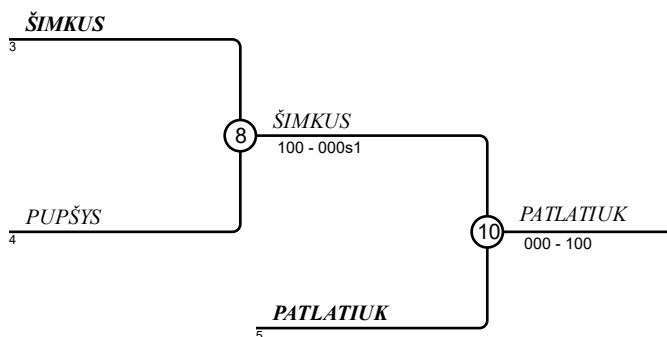 ŠIMKUS
3
8
ŠIMKUS
100 - 000s1
PUPŠYS
4
10
PATLATIUK
000 - 100
PATLATIUK
5